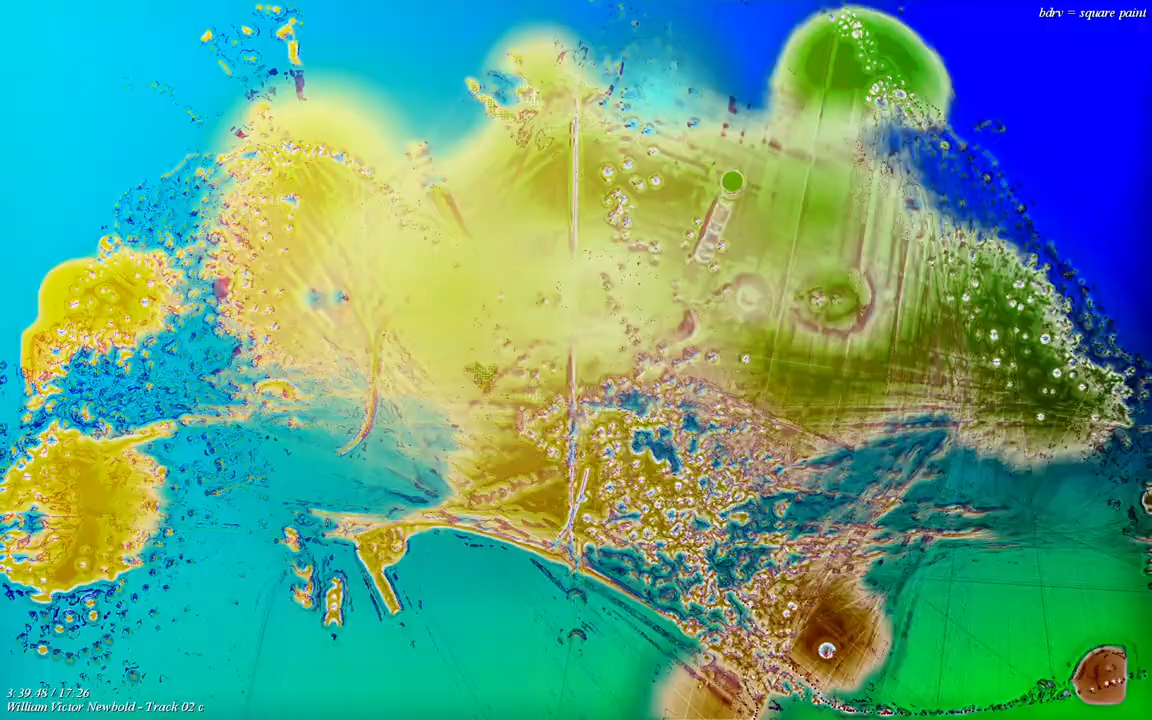 bdrv = square paint
3:39.48 / 17:26
William Victor Newbold - Track 02 c